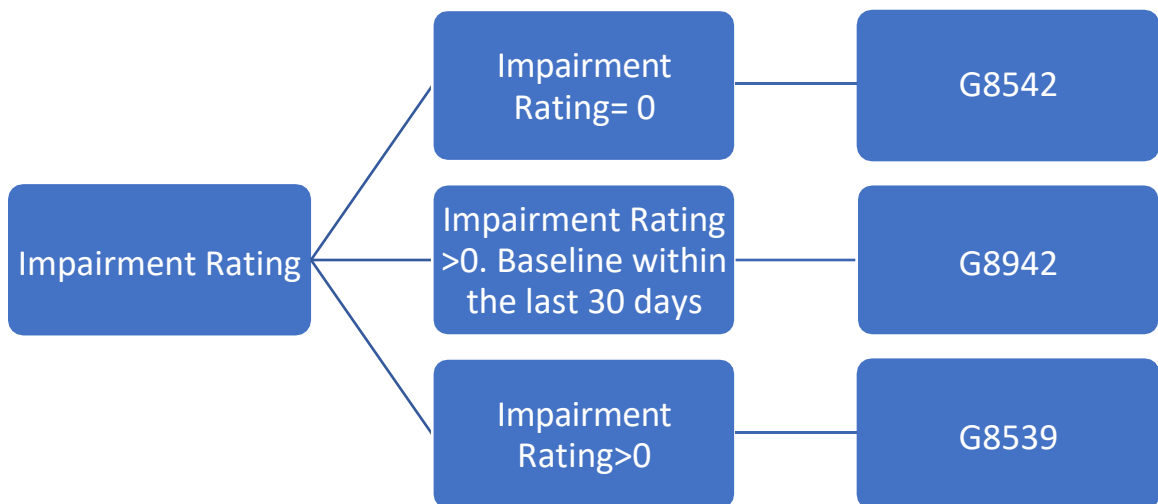 Impairment
Rating= 0
G8542
Impairment Rating
Impairment Rating
>0. Baseline within
the last 30 days
G8942
Impairment
Rating>0
G8539